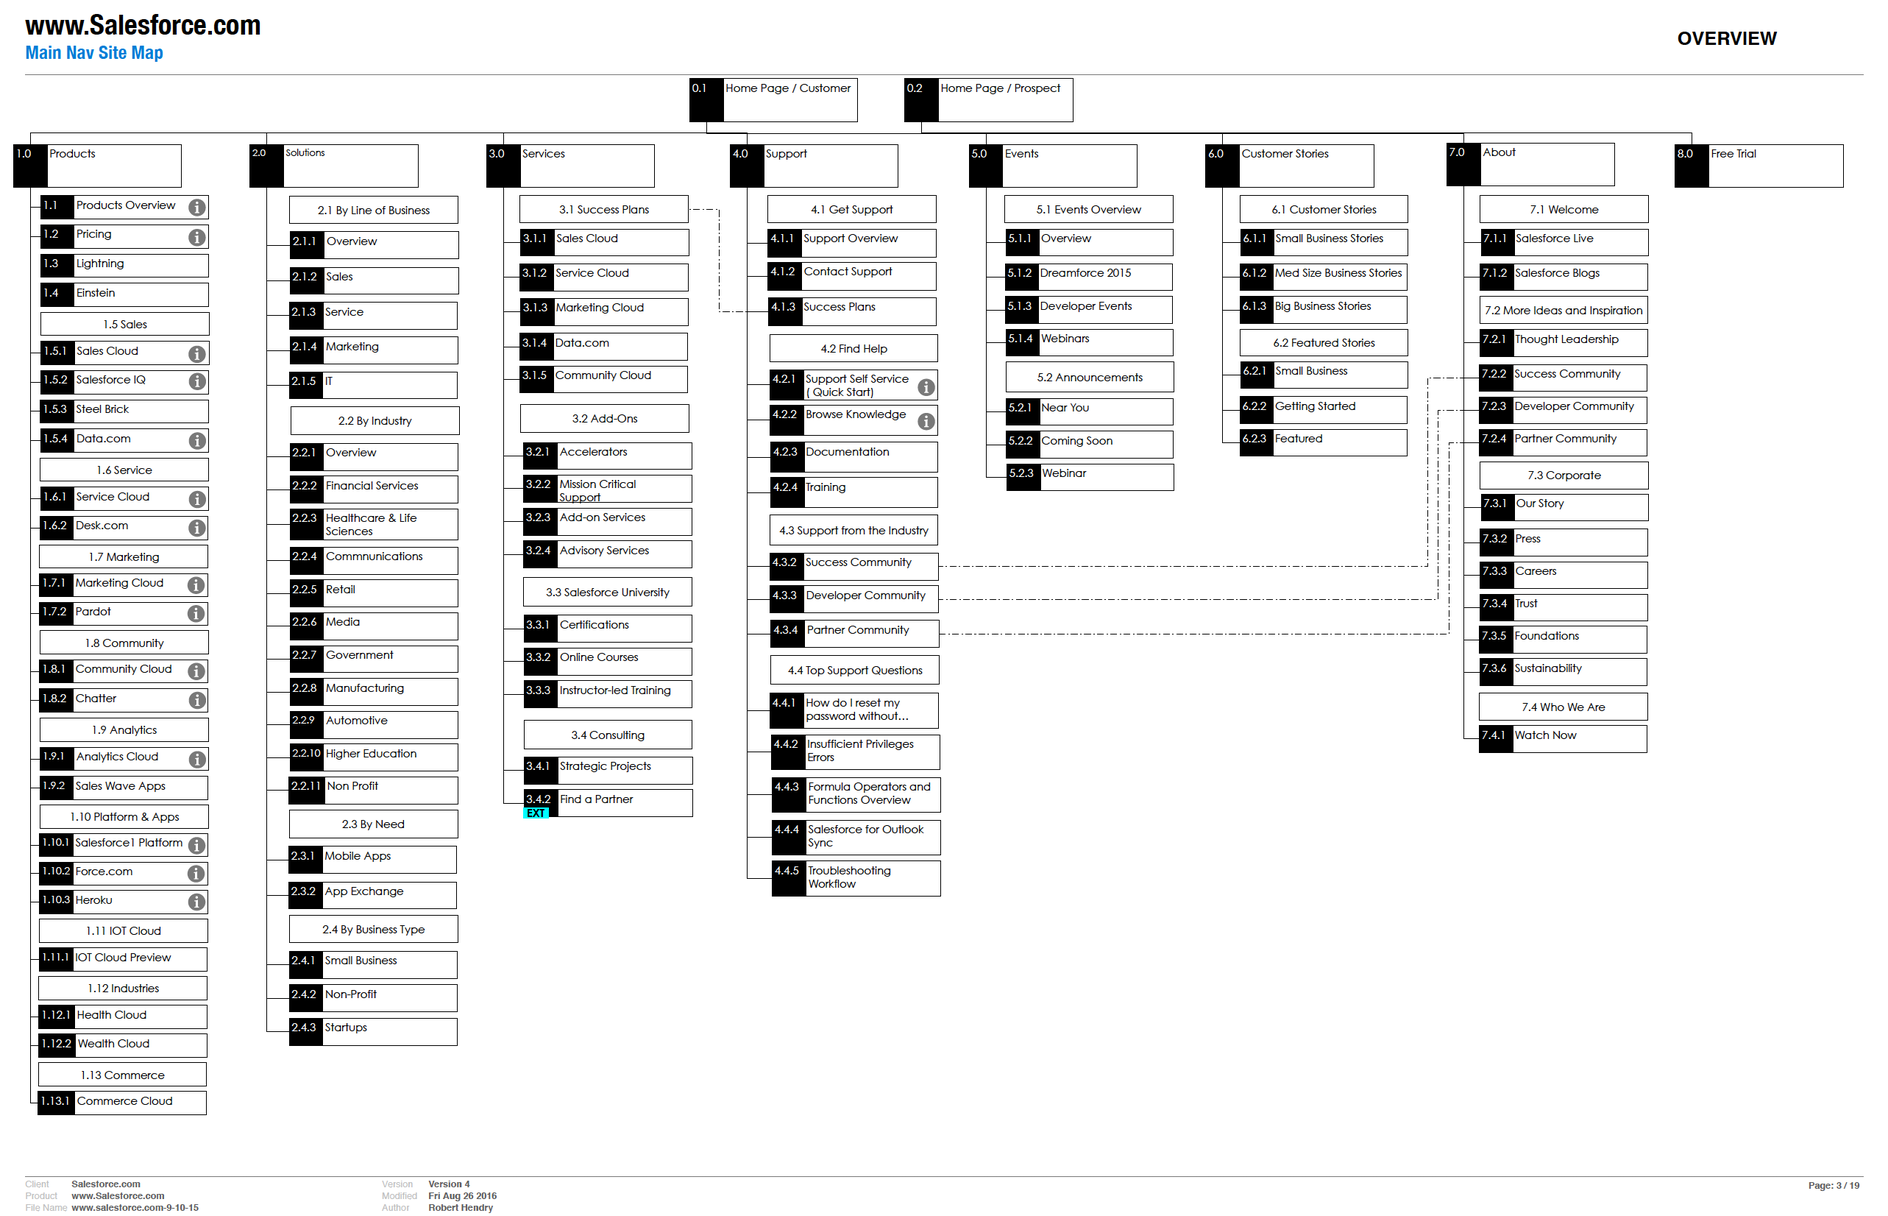 www.Salesforce.com
Main Nav Site Map
OVERVIEW
0.1 Home Page / Customer
0.2 Home Page / Prospect
1.0 Products
1.1 Products Overview
1.2 Pricing
1.3 Lightning
1.4 Einstein
1.5 Sales
1.5.1 Sales Cloud
1.5.2 Salesforce IQ
1.5.3 Steel Brick
1.5.4 Data.com
1.6 Service
1.6.1 Service Cloud
1.6.2 Desk.com
1.7 Marketing
1.7.1 Marketing Cloud
1.7.2 Pardot
1.8 Community
1.8.1 Community Cloud
1.8.2 Chatter
1.9 Analytics
1.9.1 Analytics Cloud
1.9.2 Sales Wave Apps
1.10 Platform & Apps
1.10.1 Salesforce1 Platform
1.10.2 Force.com
1.10.3 Heroku
1.11 IOT Cloud
1.11.1 IOT Cloud Preview
1.12 Industries
1.12.1 Health Cloud
1.12.2 Wealth Cloud
1.13 Commerce
1.13.1 Commerce Cloud
2.0 Solutions
2.1 By Line of Business
2.1.1 Overview
2.1.2 Sales
2.1.3 Service
2.1.4 Marketing
2.1.5 IT
2.2 By Industry
2.2.1 Overview
2.2.2 Financial Services
2.2.3 Healthcare & Life
Sciences
2.2.4 Commnunications
2.2.5 Retail
2.2.6 Media
2.2.7 Government
2.2.8 Manufacturing
2.2.9 Automotive
2.2.10 Higher Education
2.2.11 Non Profit
2.3 By Need
2.3.1 Mobile Apps
2.3.2 App Exchange
2.4 By Business Type
2.4.1 Small Business
2.4.2 Non-Profit
2.4.3 Startups
3.0 Services
3.1 Success Plans
3.1.1 Sales Cloud
3.1.2 Service Cloud
3.1.3 Marketing Cloud
3.1.4 Data.com
3.1.5 Community Cloud
3.2 Add-Ons
3.2.1 Accelerators
3.2.2 Mission Critical
Support
3.2.3 Add-on Services
3.2.4 Advisory Services
3.3 Salesforce University
3.3.1 Certifications
3.3.2 Online Courses
3.3.3 Instructor-led Training
3.4 Consulting
3.4.1 Strategic Projects
3.4.2 Find a Partner
EXT
4.0 Support
4.1 Get Support
4.1.1 Support Overview
4.1.2 Contact Support
4.1.3 Success Plans
4.2 Find Help
4.2.1 Support Self Service
( Quick Start)
4.2.2 Browse Knowledge
4.2.3 Documentation
4.2.4 Training
4.3 Support from the Industry
4.3.2 Success Community
4.3.3 Developer Community
4.3.4 Partner Community
4.4 Top Support Questions
4.4.1 How do I reset my
password without...
4.4.2 Insufficient Privileges
Errors
4.4.3 Formula Operators and
Functions Overview
4.4.4 Salesforce for Outlook
Sync
4.4.5 Troubleshooting
Workflow
5.0 Events
5.1 Events Overview
5.1.1 Overview
5.1.2 Dreamforce 2015
5.1.3 Developer Events
5.1.4 Webinars
5.2 Announcements
5.2.1 Near You
5.2.2 Coming Soon
5.2.3 Webinar
6.0 Customer Stories
6.1 Customer Stories
6.1.1 Small Business Stories
6.1.2 Med Size Business Stories
6.1.3 Big Business Stories
6.2 Featured Stories
6.2.1 Small Business
6.2.2 Getting Started
6.2.3 Featured
7.0 About
7.1 Welcome
7.1.1 Salesforce Live
7.1.2 Salesforce Blogs
7.2 More Ideas and Inspiration
7.2.1 Thought Leadership
7.2.2 Success Community
7.2.3 Developer Community
7.2.4 Partner Community
7.3 Corporate
7.3.1 Our Story
7.3.2 Press
7.3.3 Careers
7.3.4 Trust
7.3.5 Foundations
7.3.6 Sustainability
7.4 Who We Are
7.4.1 Watch Now
8.0 Free Trial
Client Salesforce.com
Product www.Salesforce.com
File Name www.salesforce.com-9-10-15
Version Version 4
Modified Fri Aug 26 2016
Author Robert Hendry
Page: 3 / 19